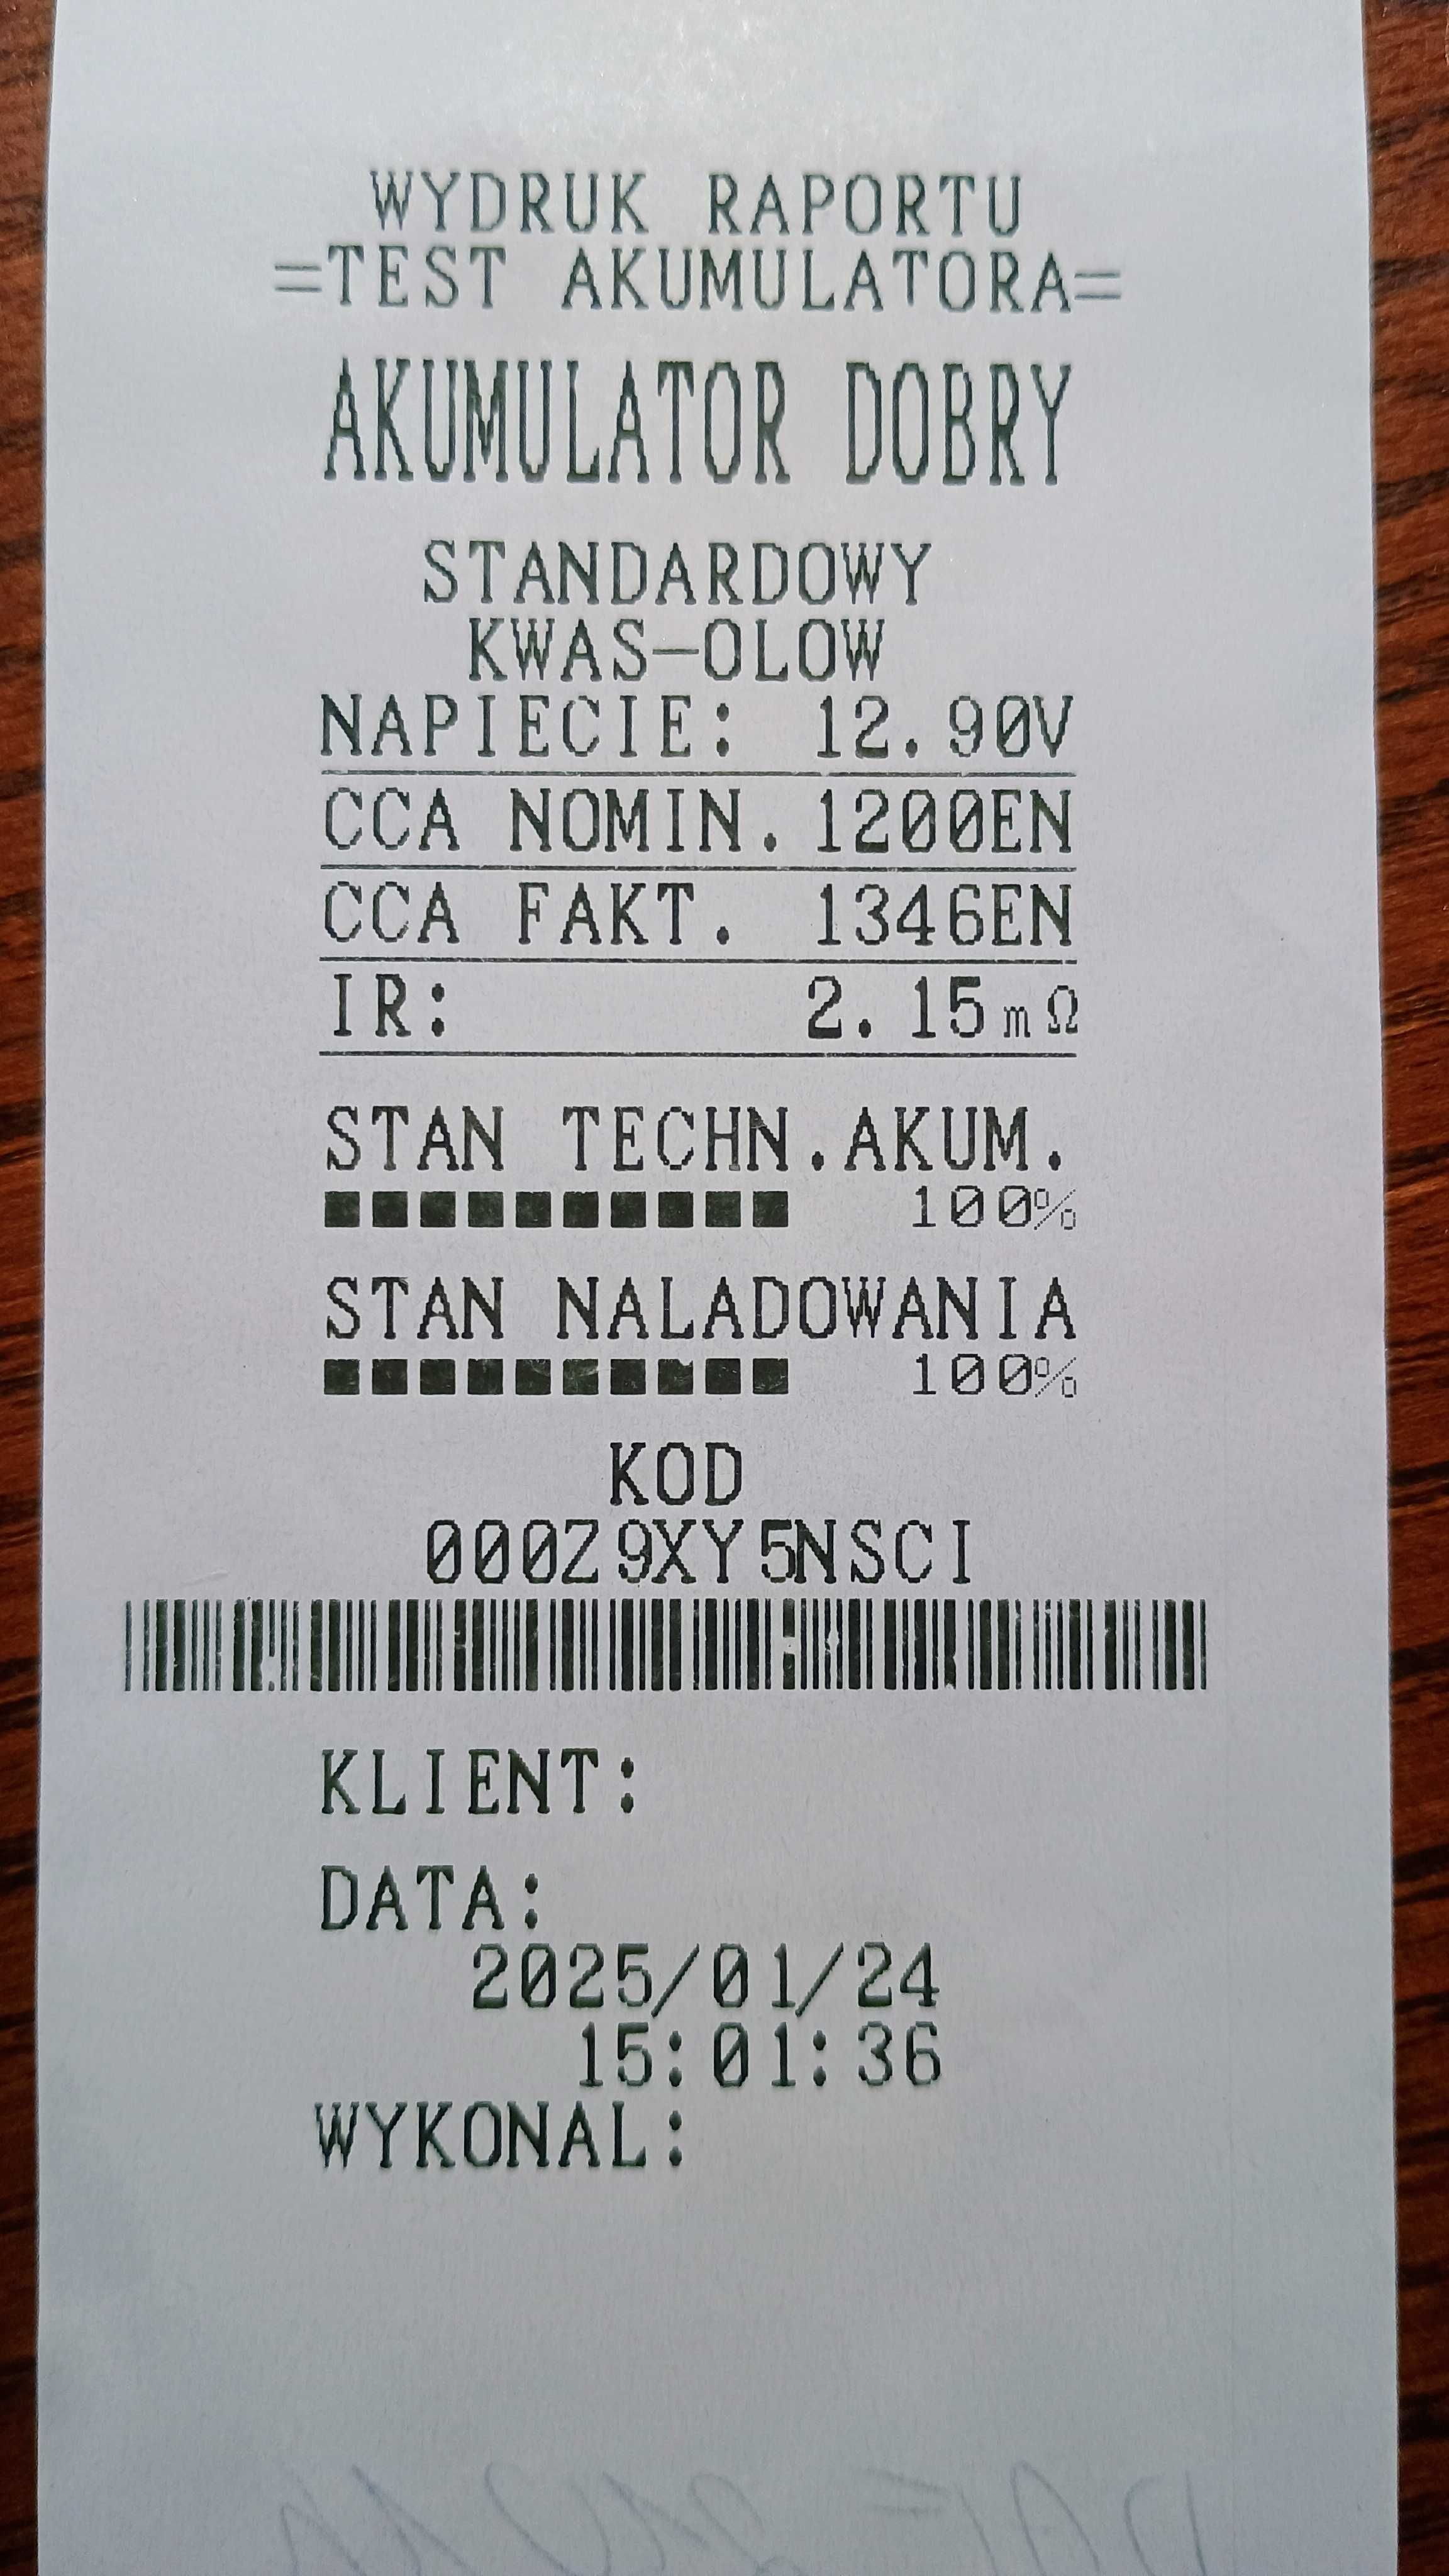 WYDRUK RAPORTU
=TEST AKUMULATORA=
AKUMULATOR DOBRY
STANDARDOWY
KWAS-OLOW
NAPIECIE: 12.90V
CCA NOMIN. 1200EN
CCA FAKT. 1346EN
IR: 2.15mΩ
STAN TECHN.AKUM.
100%
STAN NALADOWANIA
100%
KOD
000Z9XY5NSCI
KLIENT:
DATA:
2025/01/24
15:01:36
WYKONAL: